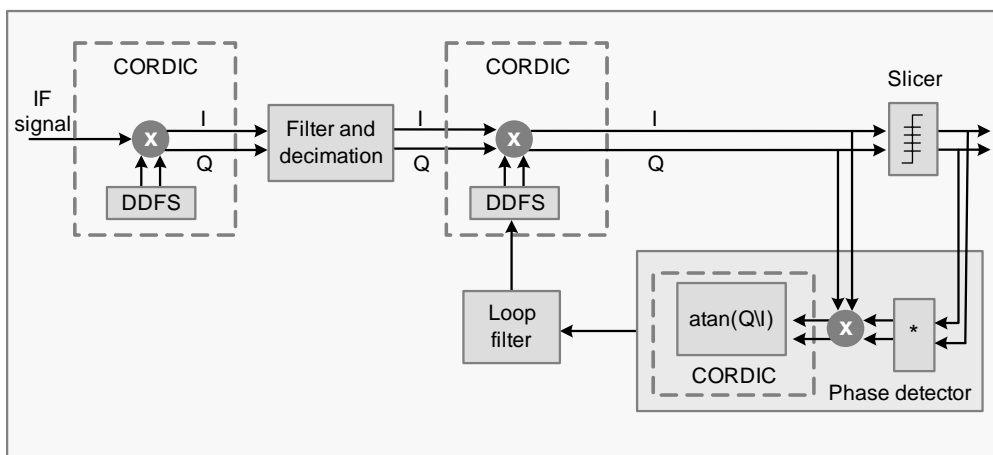 CORDIC
CORDIC
Slicer
IF
signal
X
I
Q
DDFS
Filter and
decimation
I
Q
X
I
Q
DDFS
Loop
filter
atan(Q\I)
CORDIC
X
*
Phase detector